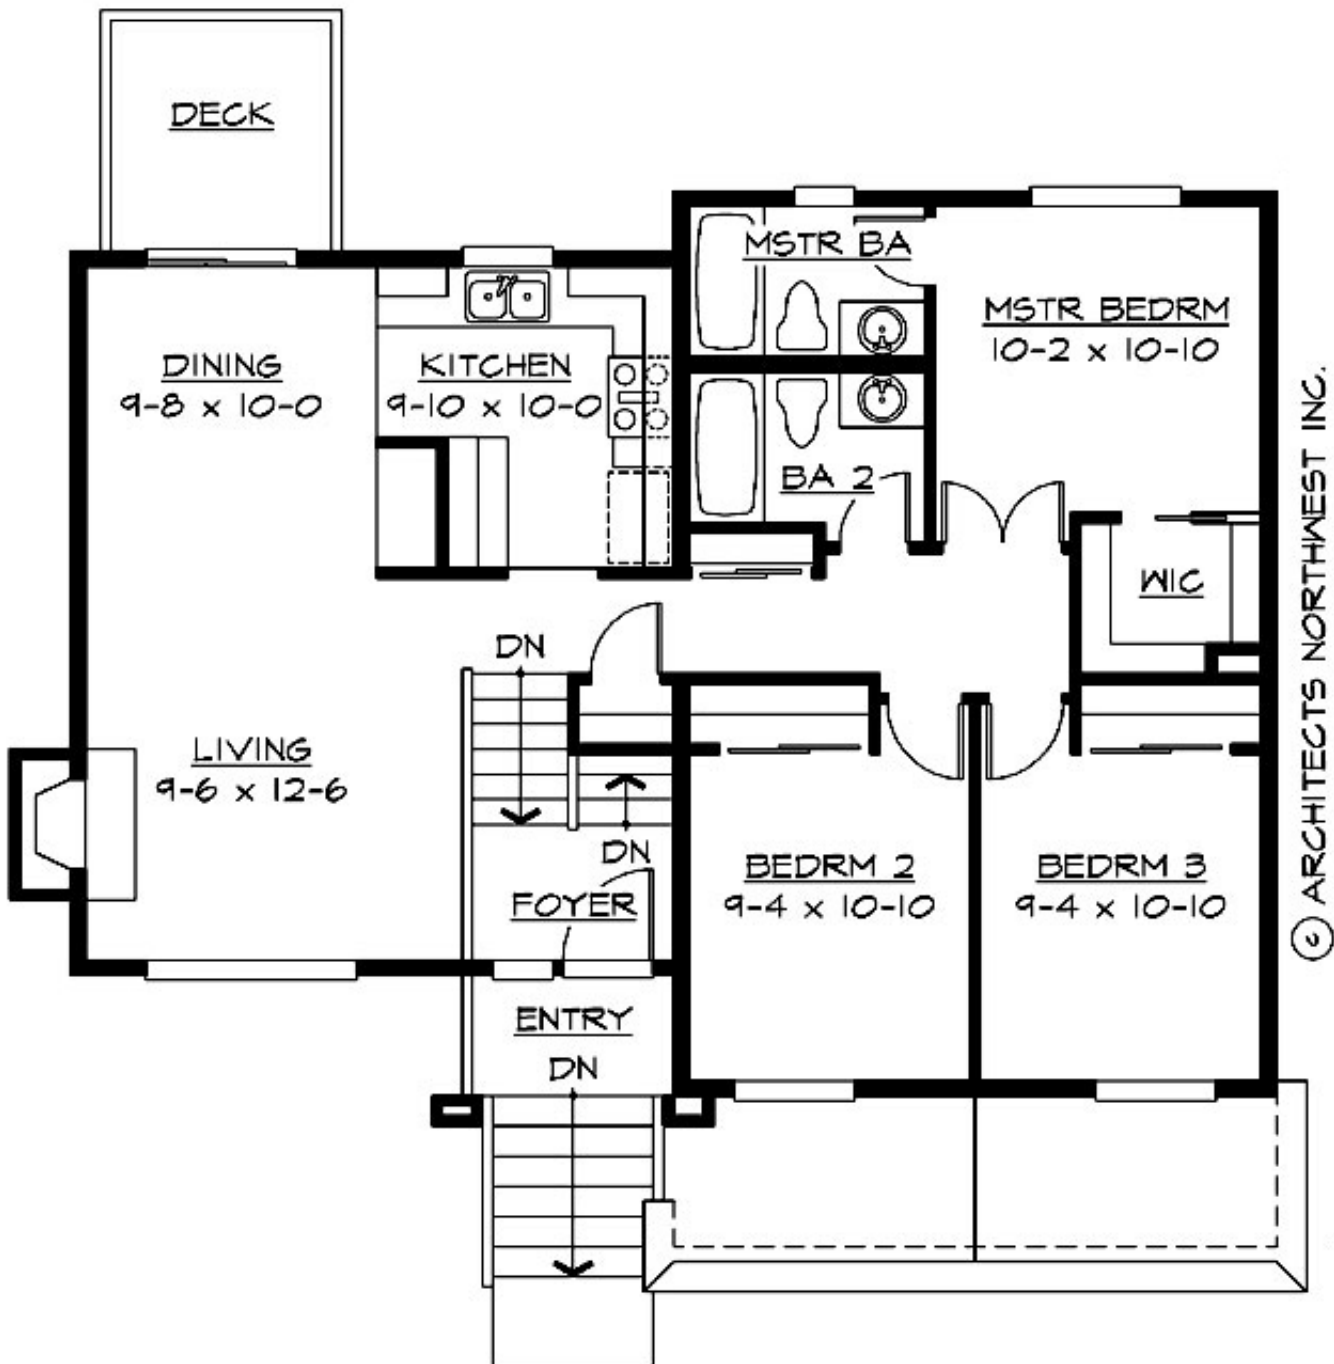 DECK
MSTR BA
MSTR BEDRM
10-2 x 10-10
DINING
9-8 x 10-0
KITCHEN
9-10 x 10-0
BA 2
WIC
DN
LIVING
9-6 x 12-6
DN
FOYER
BEDRM 2
9-4 x 10-10
BEDRM 3
9-4 x 10-10
ENTRY
DN
© ARCHITECTS NORTHWEST INC.